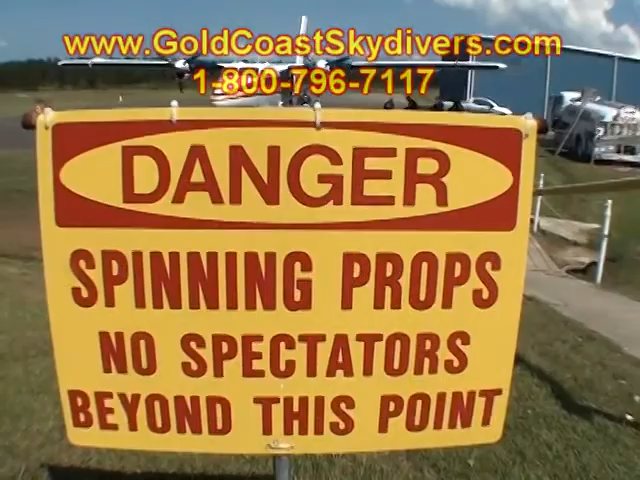 www.GoldCoastSkydivers.com
1-800-796-7117
DANGER
SPINNING PROPS
NO SPECTATORS
BEYOND THIS POINT